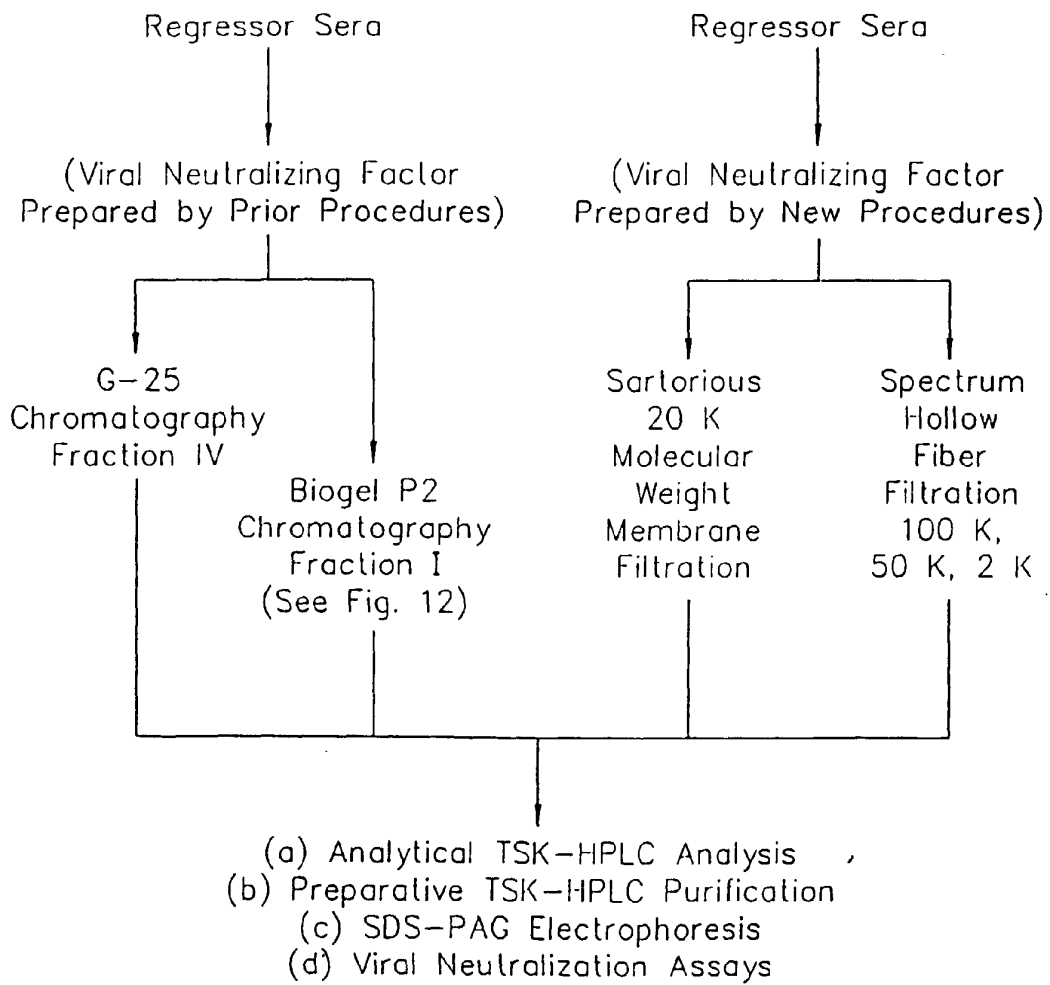 Regressor Sera
(Viral Neutralizing Factor
Prepared by Prior Procedures)
G-25
Chromatography
Fraction IV
Biogel P2
Chromatography
Fraction I
(See Fig. 12)
Regressor Sera
(Viral Neutralizing Factor
Prepared by New Procedures)
Sartorious
20 K
Molecular
Weight
Membrane
Filtration
Spectrum
Hollow
Fiber
Filtration
100 K,
50 K, 2 K
(a) Analytical TSK-HPLC Analysis
(b) Preparative TSK-HPLC Purification
(c) SDS-PAG Electrophoresis
(d) Viral Neutralization Assays